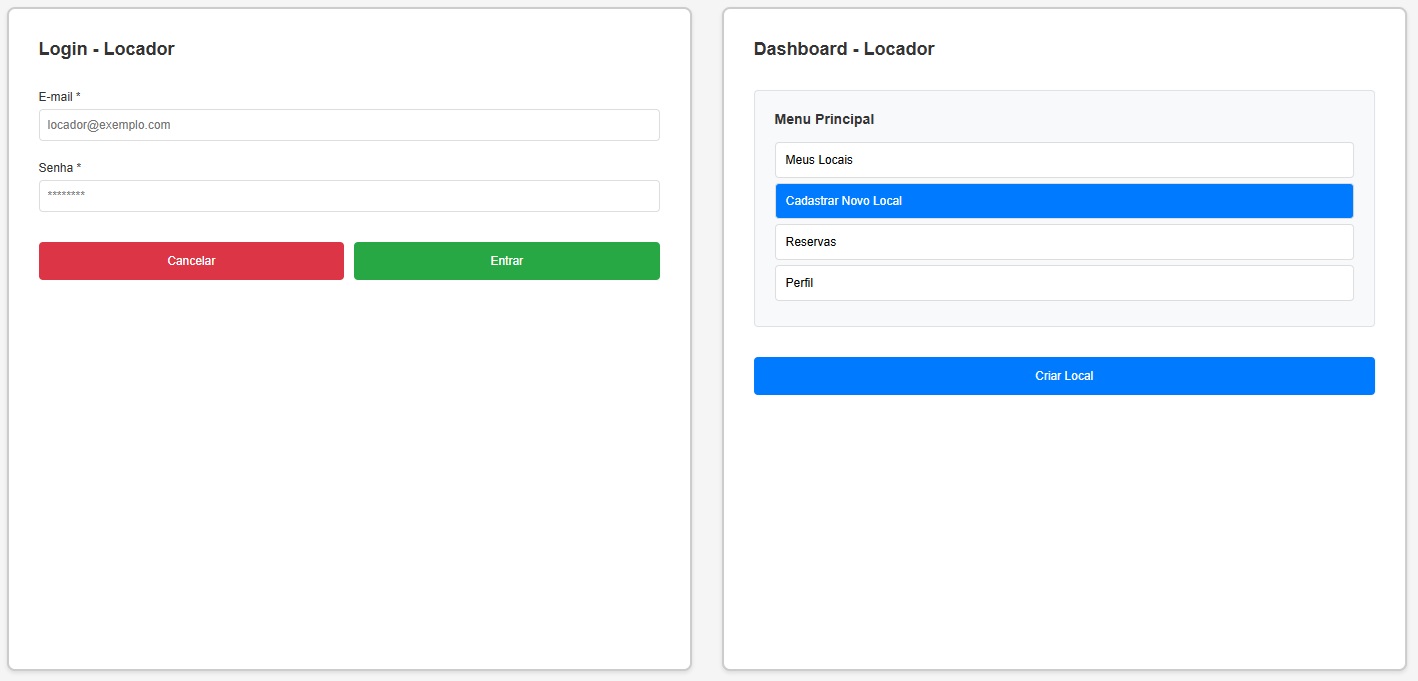 Login - Locador
E-mail *
locador@exemplo.com
Senha *
********
Cancelar
Entrar
Dashboard - Locador
Menu Principal
Meus Locais
Cadastrar Novo Local
Reservas
Perfil
Criar Local